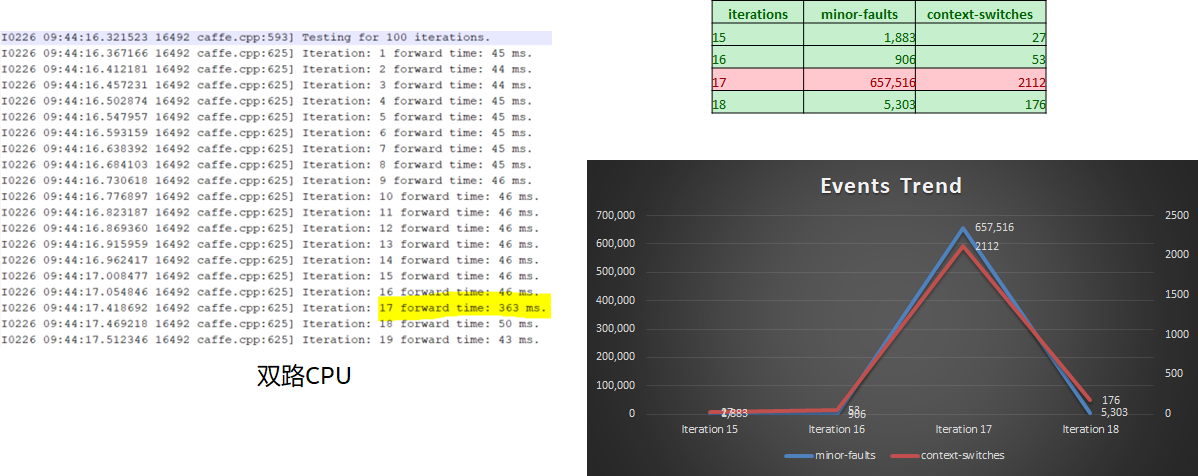 I0226 09:44:16.321523 16492 caffe.cpp:593] Testing for 100 iterations.
I0226 09:44:16.367166 16492 caffe.cpp:625] Iteration: 1 forward time: 45 ms.
I0226 09:44:16.412181 16492 caffe.cpp:625] Iteration: 2 forward time: 44 ms.
I0226 09:44:16.457231 16492 caffe.cpp:625] Iteration: 3 forward time: 44 ms.
I0226 09:44:16.502874 16492 caffe.cpp:625] Iteration: 4 forward time: 45 ms.
I0226 09:44:16.547957 16492 caffe.cpp:625] Iteration: 5 forward time: 45 ms.
I0226 09:44:16.593159 16492 caffe.cpp:625] Iteration: 6 forward time: 45 ms.
I0226 09:44:16.638392 16492 caffe.cpp:625] Iteration: 7 forward time: 45 ms.
I0226 09:44:16.684103 16492 caffe.cpp:625] Iteration: 8 forward time: 45 ms.
I0226 09:44:16.730618 16492 caffe.cpp:625] Iteration: 9 forward time: 46 ms.
I0226 09:44:16.776897 16492 caffe.cpp:625] Iteration: 10 forward time: 46 ms.
I0226 09:44:16.823187 16492 caffe.cpp:625] Iteration: 11 forward time: 46 ms.
I0226 09:44:16.869360 16492 caffe.cpp:625] Iteration: 12 forward time: 46 ms.
I0226 09:44:16.915959 16492 caffe.cpp:625] Iteration: 13 forward time: 46 ms.
I0226 09:44:16.962417 16492 caffe.cpp:625] Iteration: 14 forward time: 46 ms.
I0226 09:44:17.008477 16492 caffe.cpp:625] Iteration: 15 forward time: 46 ms.
I0226 09:44:17.054846 16492 caffe.cpp:625] Iteration: 16 forward time: 46 ms.
I0226 09:44:17.418692 16492 caffe.cpp:625] Iteration: 17 forward time: 363 ms.
I0226 09:44:17.469218 16492 caffe.cpp:625] Iteration: 18 forward time: 50 ms.
I0226 09:44:17.512346 16492 caffe.cpp:625] Iteration: 19 forward time: 43 ms.
双路CPU
iterations minor-faults context-switches
15 1,883 27
16 906 53
17 657,516 2112
18 5,303 176
Events Trend
700,000 2500
600,000
500,000 2000
400,000 1500
300,000 1000
200,000
100,000 500
0 0
657,516
2112
27
1,883
53
906
176
5,303
Iteration 15 Iteration 16 Iteration 17 Iteration 18
minor-faults context-switches